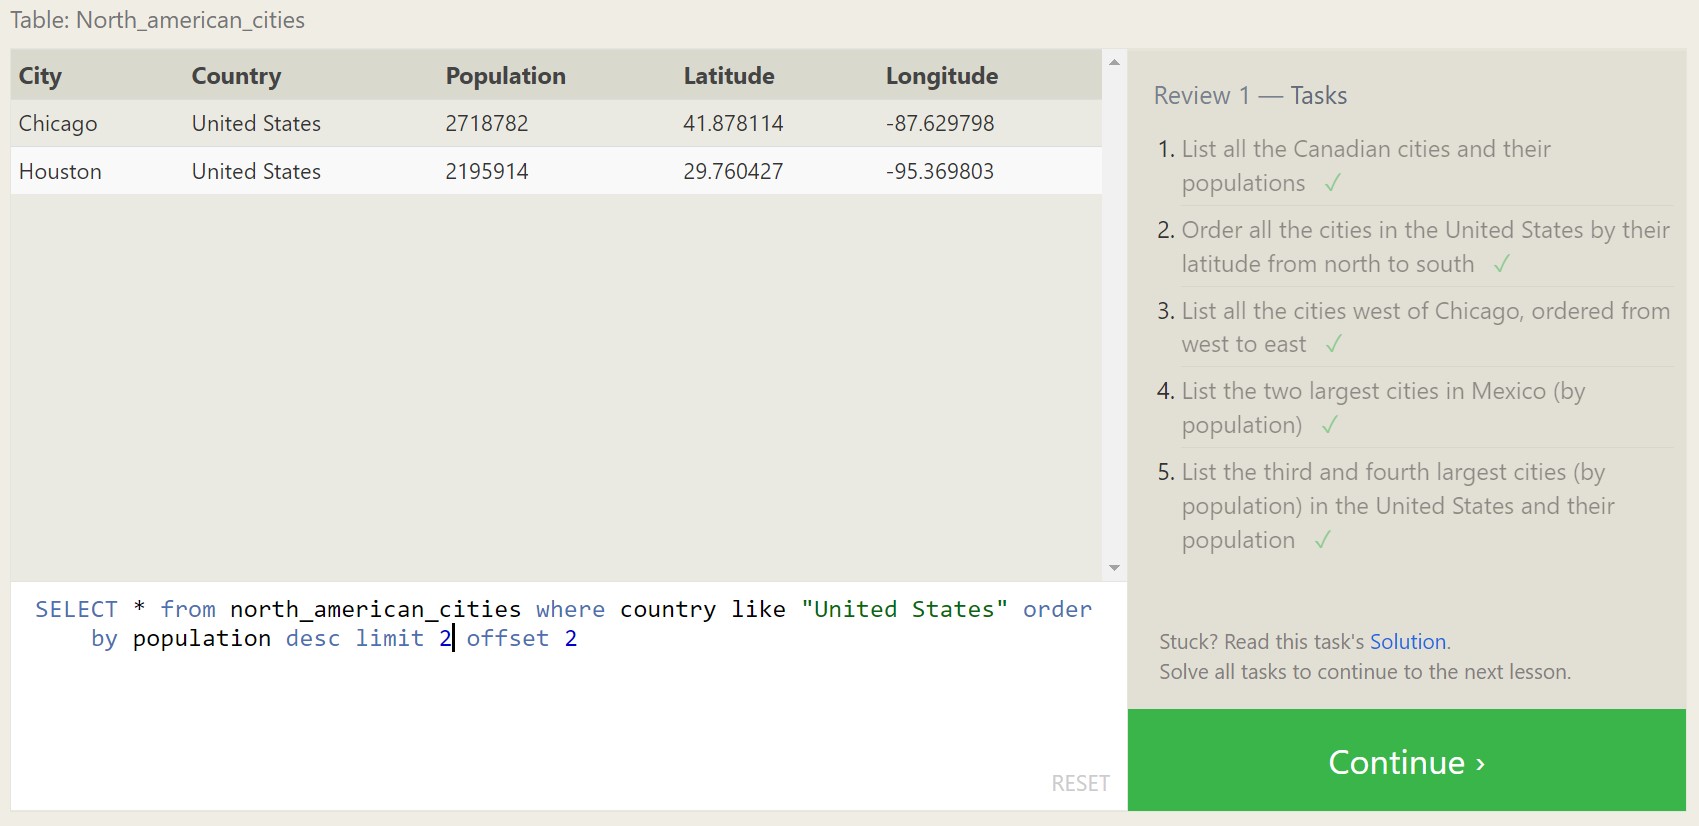 Table: North_american_cities
City Country Population Latitude Longitude
Chicago United States 2718782 41.878114 -87.629798
Houston United States 2195914 29.760427 -95.369803
SELECT * from north_american_cities where country like "United States" order
by population desc limit 2 offset 2
RESET
Review 1 — Tasks
1. List all the Canadian cities and their
populations ✓
2. Order all the cities in the United States by their
latitude from north to south ✓
3. List all the cities west of Chicago, ordered from
west to east ✓
4. List the two largest cities in Mexico (by
population) ✓
5. List the third and fourth largest cities (by
population) in the United States and their
population ✓
Stuck? Read this task's Solution.
Solve all tasks to continue to the next lesson.
Continue ›